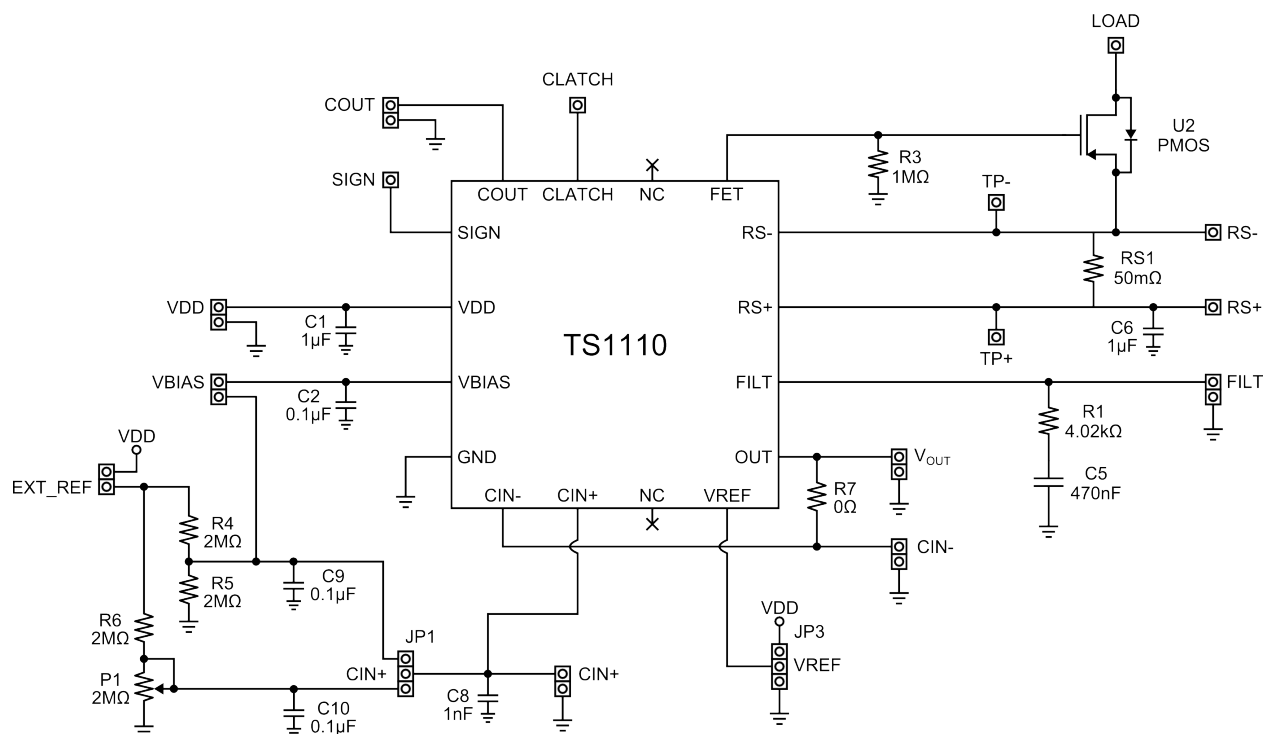 LOAD
CLATCH
COUT
U2
PMOS
R3
1MΩ
SIGN
TP-
COUT
CLATCH
NC
FET
SIGN
RS-
RS-
RS1
50mΩ
VDD
VDD
RS+
RS+
C1
1µF
C6
1µF
TS1110
TP+
VBIAS
VBIAS
FILT
FILT
C2
0.1µF
R1
4.02kΩ
VDD
GND
OUT
VOUT
EXT_REF
C5
470nF
CIN-
CIN+
NC
VREF
R7
0Ω
R4
2MΩ
CIN-
R5
2MΩ
C9
0.1µF
R6
2MΩ
VDD
JP1
JP3
CIN+
CIN+
VREF
P1
2MΩ
C8
1nF
C10
0.1µF